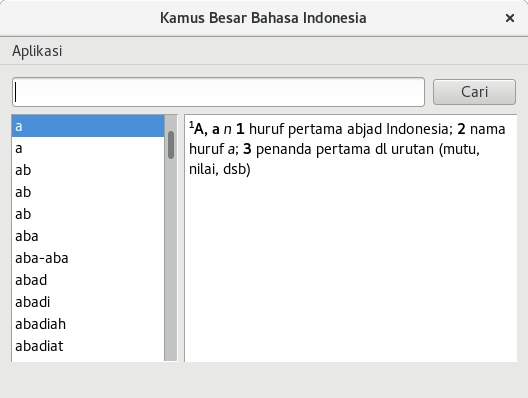 Kamus Besar Bahasa Indonesia
Aplikasi
Cari
a
a
ab
ab
ab
aba
aba-aba
abad
abadi
abadiah
abadiat
¹A, a n 1 huruf pertama abjad Indonesia; 2 nama
huruf a; 3 penanda pertama dl urutan (mutu,
nilai, dsb)